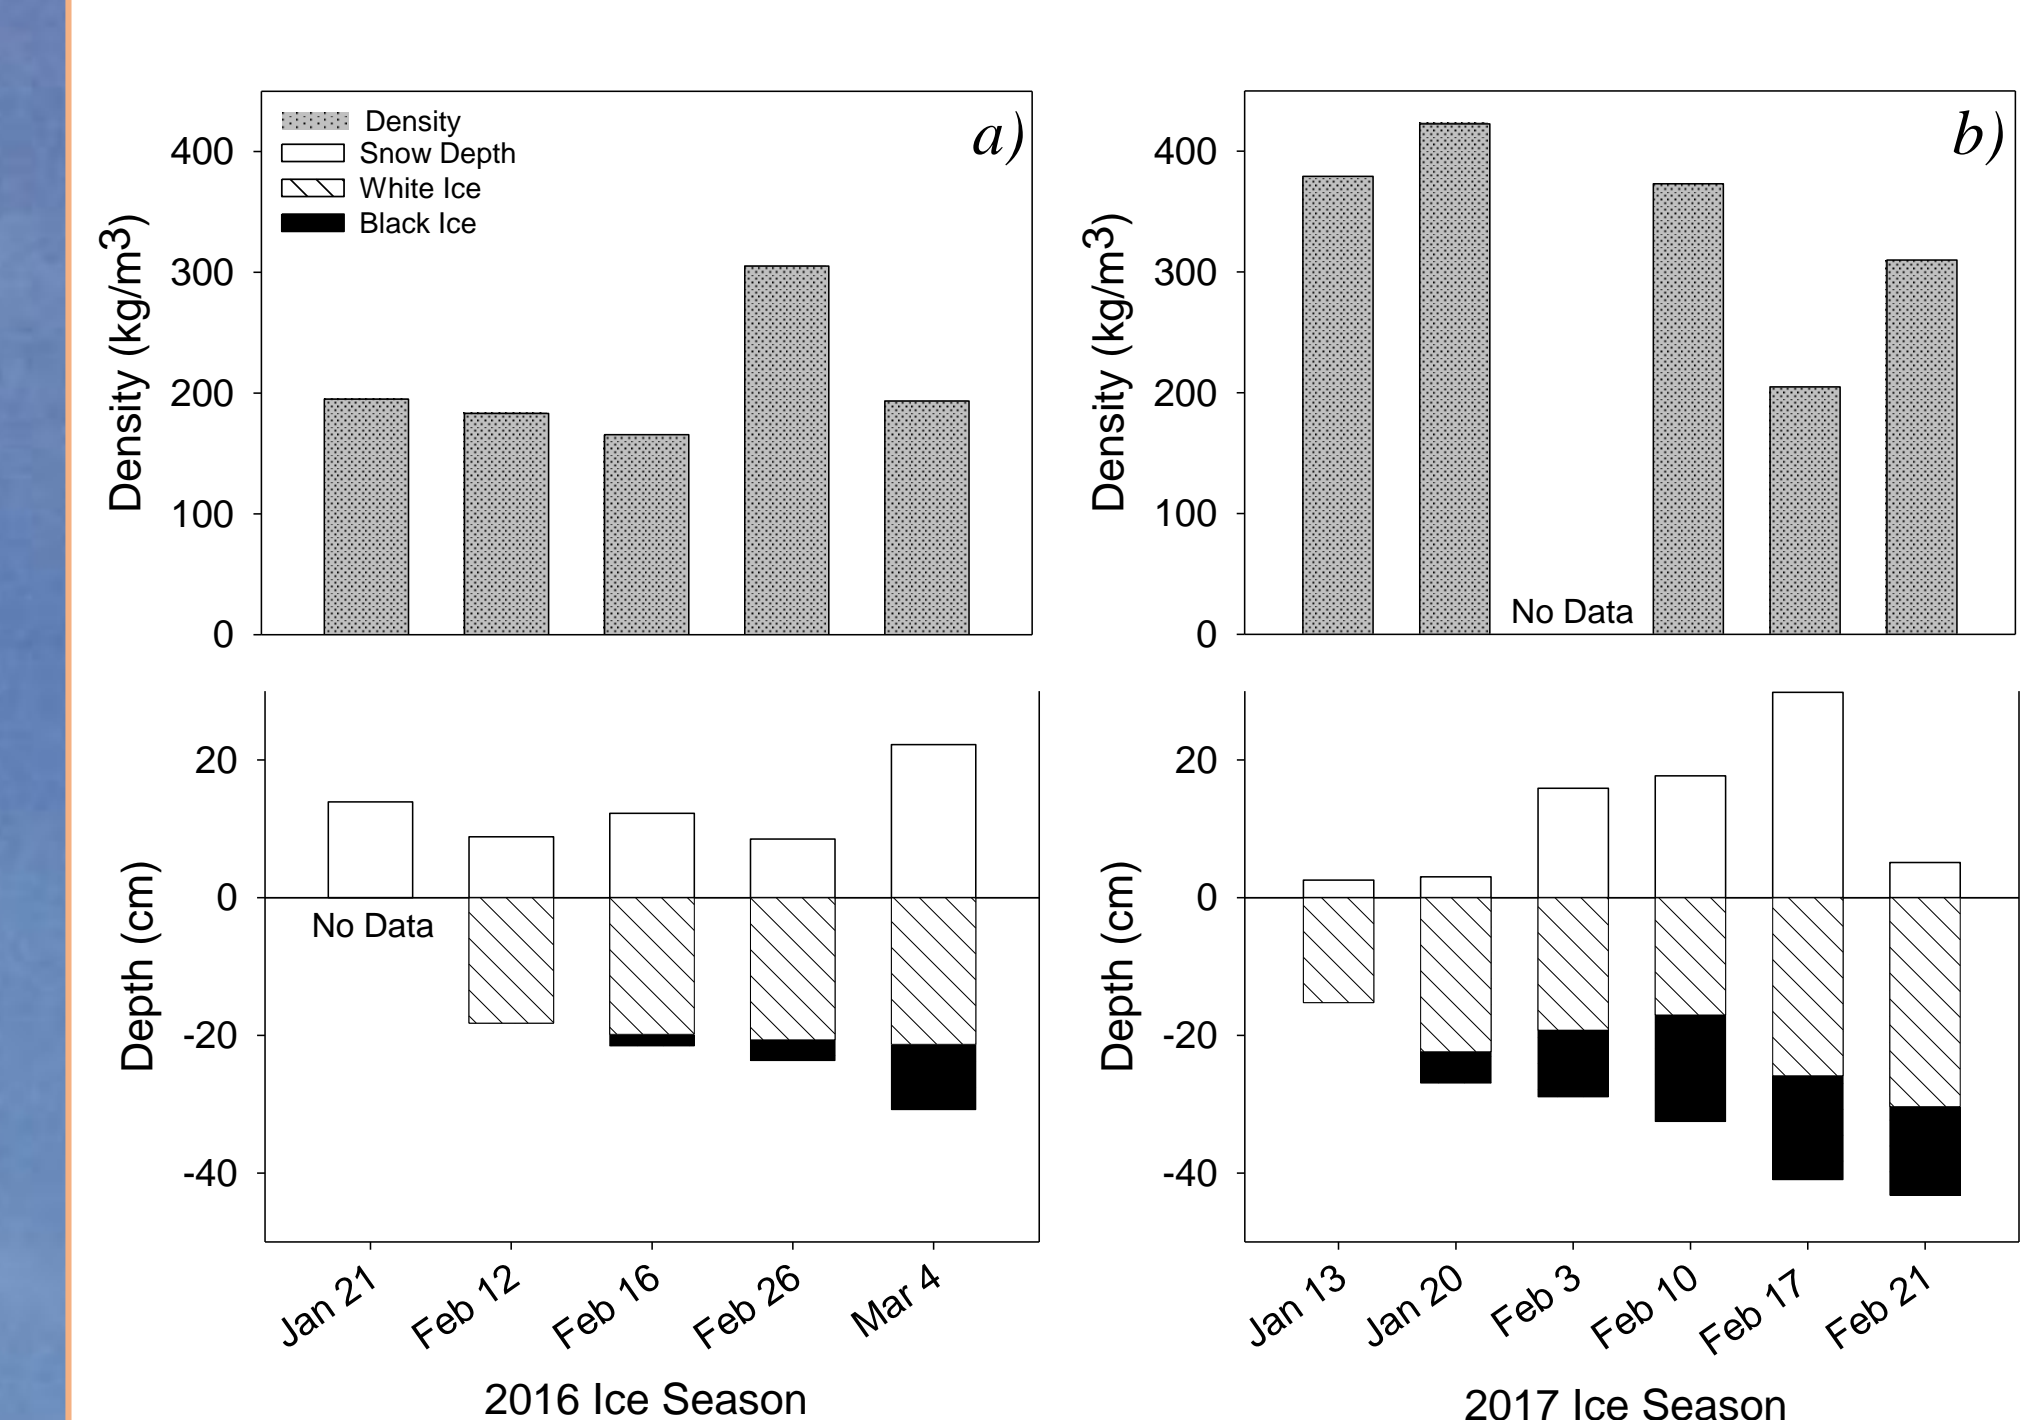 a)
Density
Snow Depth
White Ice
Black Ice
400
300
200
100
0
Density (kg/m3)
b)
400
300
200
100
0
Density (kg/m3)
No Data
20
0
-20
-40
Depth (cm)
No Data
Jan 21
Feb 12
Feb 16
Feb 26
Mar 4
2016 Ice Season
20
0
-20
-40
Depth (cm)
Jan 13
Jan 20
Feb 3
Feb 10
Feb 17
Feb 21
2017 Ice Season